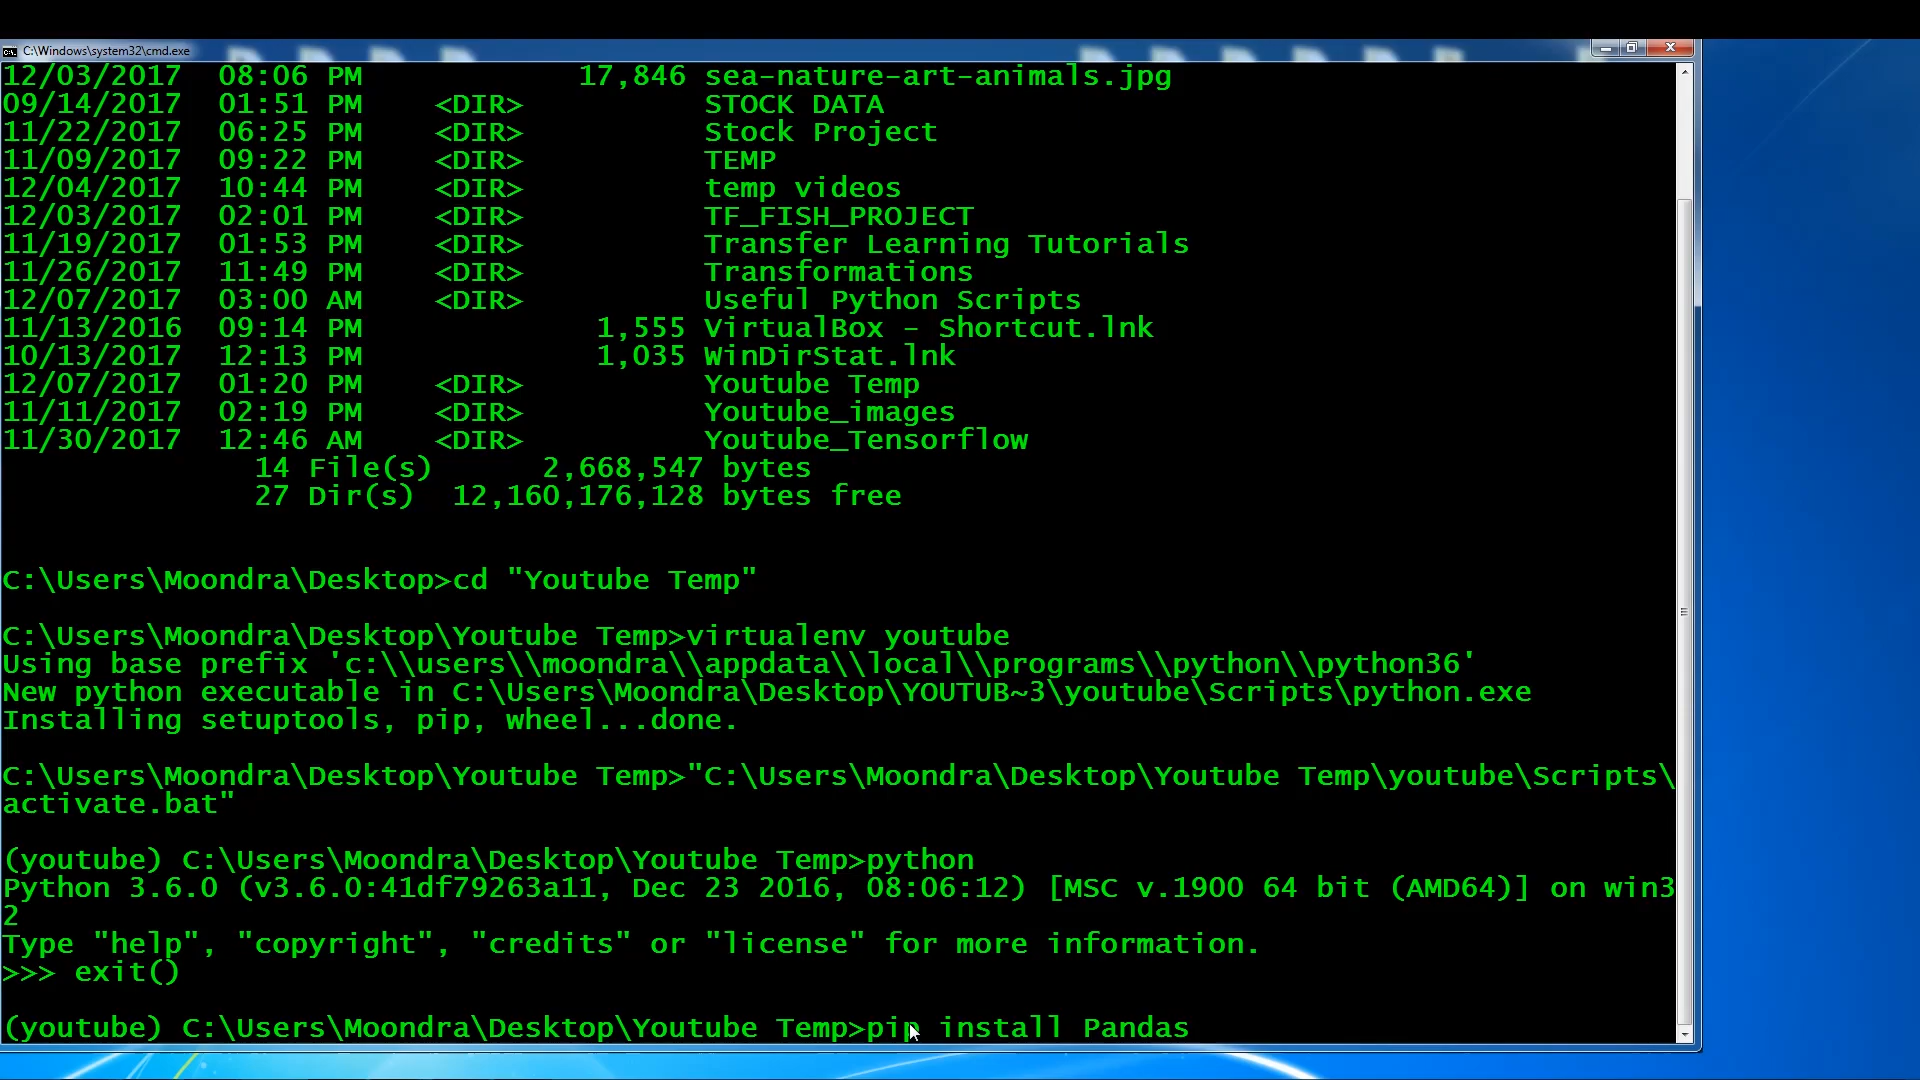 C:\Windows\system32\cmd.exe
12/03/2017  08:06 PM            17,846 sea-nature-art-animals.jpg
09/14/2017  01:51 PM    <DIR>          STOCK DATA
11/22/2017  06:25 PM    <DIR>          Stock Project
11/09/2017  09:22 PM    <DIR>          TEMP
12/04/2017  10:44 PM    <DIR>          temp videos
12/03/2017  02:01 PM    <DIR>          TF_FISH_PROJECT
11/19/2017  01:53 PM    <DIR>          Transfer Learning Tutorials
11/26/2017  11:49 PM    <DIR>          Transformations
12/07/2017  03:00 AM    <DIR>          Useful Python Scripts
11/13/2016  09:14 PM             1,555 VirtualBox - Shortcut.lnk
10/13/2017  12:13 PM             1,035 WinDirStat.lnk
12/07/2017  01:20 PM    <DIR>          Youtube Temp
11/11/2017  02:19 PM    <DIR>          Youtube_images
11/30/2017  12:46 AM    <DIR>          Youtube_Tensorflow
14 File(s)      2,668,547 bytes
27 Dir(s)  12,160,176,128 bytes free
C:\Users\Moondra\Desktop>cd "Youtube Temp"
C:\Users\Moondra\Desktop\Youtube Temp>virtualenv youtube
Using base prefix 'c:\\users\\moondra\\appdata\\local\\programs\\python\\python36'
New python executable in C:\Users\Moondra\Desktop\YOUTUB~3\youtube\Scripts\python.exe
Installing setuptools, pip, wheel...done.
C:\Users\Moondra\Desktop\Youtube Temp>"C:\Users\Moondra\Desktop\Youtube Temp\youtube\Scripts\
activate.bat"
(youtube) C:\Users\Moondra\Desktop\Youtube Temp>python
Python 3.6.0 (v3.6.0:41df79263a11, Dec 23 2016, 08:06:12) [MSC v.1900 64 bit (AMD64)] on win3
2
Type "help", "copyright", "credits" or "license" for more information.
>>> exit()
(youtube) C:\Users\Moondra\Desktop\Youtube Temp>pip install Pandas